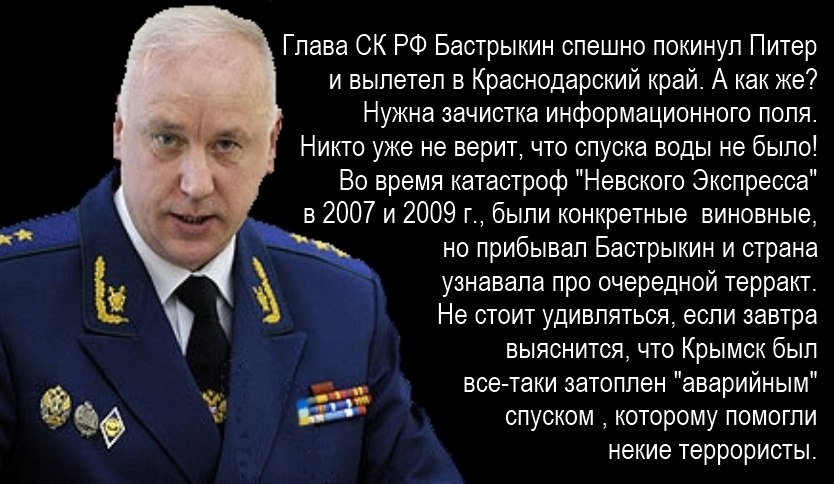 Глава СК РФ Бастрыкин спешно покинул Питер
и вылетел в Краснодарский край. А как же?
Нужна зачистка информационного поля.
Никто уже не верит, что спуска воды не было!
Во время катастроф "Невского Экспресса"
в 2007 и 2009 г., были конкретные  виновные,
но прибывал Бастрыкин и страна
узнавала про очередной террракт.
Не стоит удивляться, если завтра
выяснится, что Крымск был
все-таки затоплен "аварийным"
спуском , которому помогли
некие террористы.